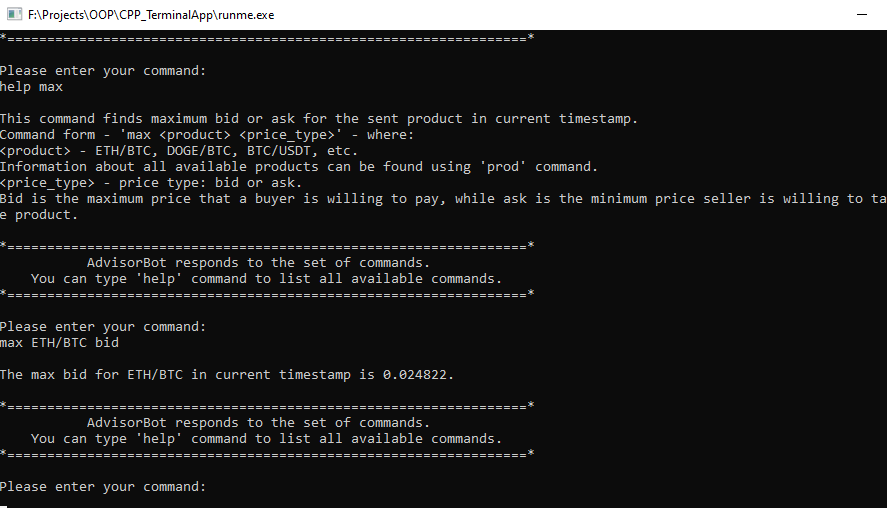 F:\Projects\OOP\CPP_TerminalApp\runme.exe
*=================================================================*

Please enter your command:
help max

This command finds maximum bid or ask for the sent product in current timestamp.
Command form - 'max <product> <price_type>' - where:
<product> - ETH/BTC, DOGE/BTC, BTC/USDT, etc.
Information about all available products can be found using 'prod' command.
<price_type> - price type: bid or ask.
Bid is the maximum price that a buyer is willing to pay, while ask is the minimum price seller is willing to ta
e product.

*=================================================================*
           AdvisorBot responds to the set of commands.
    You can type 'help' command to list all available commands.
*=================================================================*

Please enter your command:
max ETH/BTC bid

The max bid for ETH/BTC in current timestamp is 0.024822.

*=================================================================*
           AdvisorBot responds to the set of commands.
    You can type 'help' command to list all available commands.
*=================================================================*

Please enter your command: